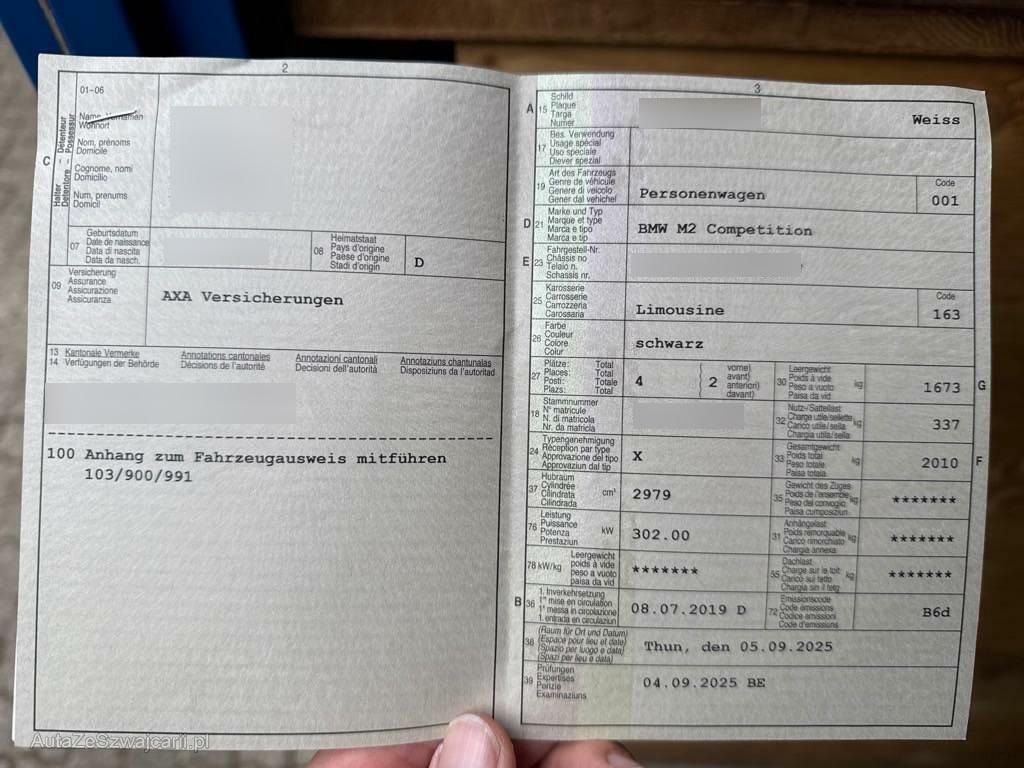 2
01-06
Name, Vornamen
Wohnort
Nom, prénoms
Domicile
Cognome, nomi
Domicilio
Num, prenums
Domicil
C
Halter Détenteur
Detentore Possessur
07
Geburtsdatum
Date de naissance
Data di nascita
Data da nasch.
08
Heimatstaat
Pays d'origine
Paese d'origine
Stadi d'origin
D
09
Versicherung
Assurance
Assicurazione
Assicuranza
AXA Versicherungen
13 Kantonale Vermerke Annotations cantonales Annotazioni cantonali Annotaziuns chantunalas
14 Verfügungen der Behörde Décisions de l'autorité Decisioni dell'autorità Disposiziuns da l'autoritad
100 Anhang zum Fahrzeugausweis mitführen
103/900/991
3
A 15
Schild
Plaque
Targa
Numer
Weiss
17
Bes. Verwendung
Usage spécial
Uso speciale
Diever spezial
19
Art des Fahrzeugs
Genre de véhicule
Genere di veicolo
Gener dal vehichel
Personenwagen
Code
001
D 21
Marke und Typ
Marque et type
Marca e tipo
Marca e tip
BMW M2 Competition
E 23
Fahrgestell-Nr.
Châssis no
Telaio n.
Schassis nr.
25
Karosserie
Carrosserie
Carrozzeria
Carossaria
Limousine
Code
163
26
Farbe
Couleur
Colore
Colur
schwarz
27
Plätze: Total
Places: Total
Posti: Totale
Plazs: Total
4
2
vorne)
avant)
anteriori)
davant)
30
Leergewicht
Poids à vide
Peso a vuoto
Paisa da vid
kg
1673
G
18
Stammnummer
N° matricule
N. di matricola
Nr. da matricla
32
Nutz-/Sattellast
Charge utile/sellette
Carico utile/sella
Chargia utila/sella
kg
337
24
Typengenehmigung
Réception par type
Approvazione del tipo
Approvaziun dal tip
X
33
Gesamtgewicht
Poids total
Peso totale
Paisa totala
kg
2010
F
37
Hubraum
Cylindrée
Cilindrata
Cilindrada
cm³
2979
35
Gewicht des Zuges
Poids de l'ensemble
Peso del convoglio
Paisa cumposiziun
kg
*******
76
Leistung
Puissance
Potenza
Prestaziun
kW
302.00
31
Anhängelast
Poids remorquable
Carico rimorchiato
Chargia annexa
kg
*******
78 kW/kg
Leergewicht
poids à vide
peso a vuoto
paisa da vid
*******
55
Dachlast
Charge sur le toit
Carico sul tetto
Chargia sin il tetg
kg
*******
B 36
1. Inverkehrsetzung
1re mise en circulation
1a messa in circolazione
1. entrada en circulaziun
08.07.2019 D
72
Emissionscode
Code émissions
Codice emissioni
Code d'emissiuns
B6d
38
(Raum für Ort und Datum)
(Espace pour lieu et date)
(Spazio per luogo e data)
(Spazi per lieu e data)
Thun, den 05.09.2025
39
Prüfungen
Expertises
Perizie
Examinaziuns
04.09.2025 BE
AutaZeSzwajcarii.pl